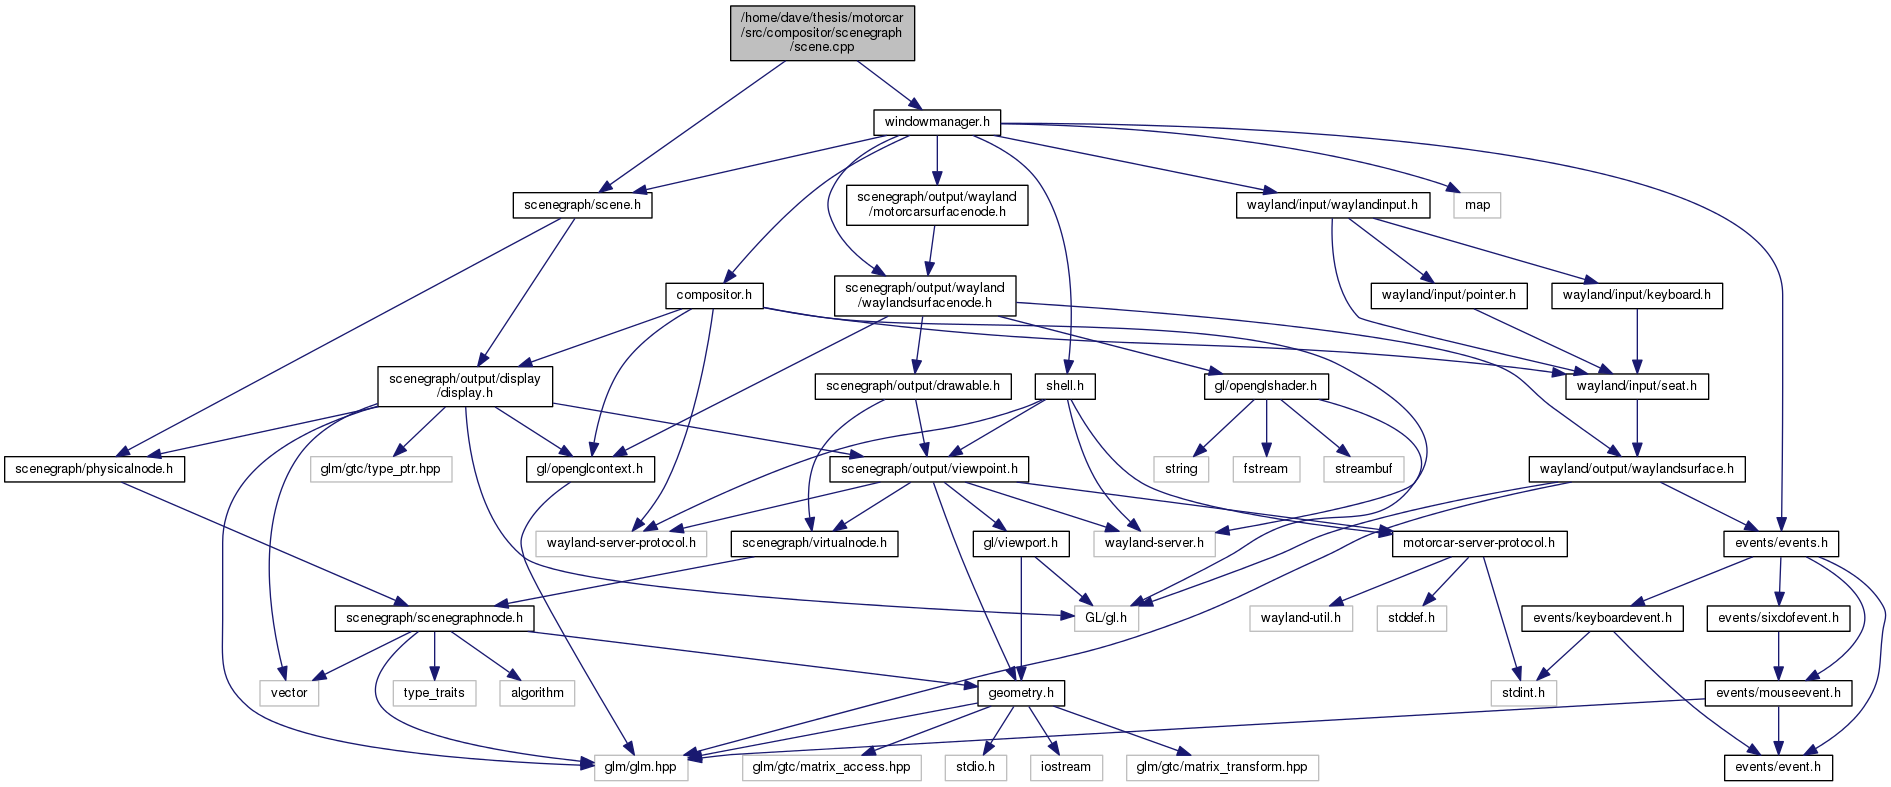 /home/dave/thesis/motorcar
/src/compositor/scenegraph
/scene.cpp
windowmanager.h
scenegraph/scene.h
scenegraph/output/wayland
/motorcarsurfacenode.h
wayland/input/waylandinput.h
map
compositor.h
scenegraph/output/wayland
/waylandsurfacenode.h
wayland/input/pointer.h
wayland/input/keyboard.h
scenegraph/output/display
/display.h
scenegraph/output/drawable.h
shell.h
gl/openglshader.h
wayland/input/seat.h
scenegraph/physicalnode.h
glm/gtc/type_ptr.hpp
gl/openglcontext.h
scenegraph/output/viewpoint.h
string
fstream
streambuf
wayland/output/waylandsurface.h
wayland-server-protocol.h
scenegraph/virtualnode.h
gl/viewport.h
wayland-server.h
motorcar-server-protocol.h
events/events.h
scenegraph/scenegraphnode.h
GL/gl.h
wayland-util.h
stddef.h
events/keyboardevent.h
events/sixdofevent.h
vector
type_traits
algorithm
geometry.h
stdint.h
events/mouseevent.h
glm/glm.hpp
glm/gtc/matrix_access.hpp
stdio.h
iostream
glm/gtc/matrix_transform.hpp
events/event.h